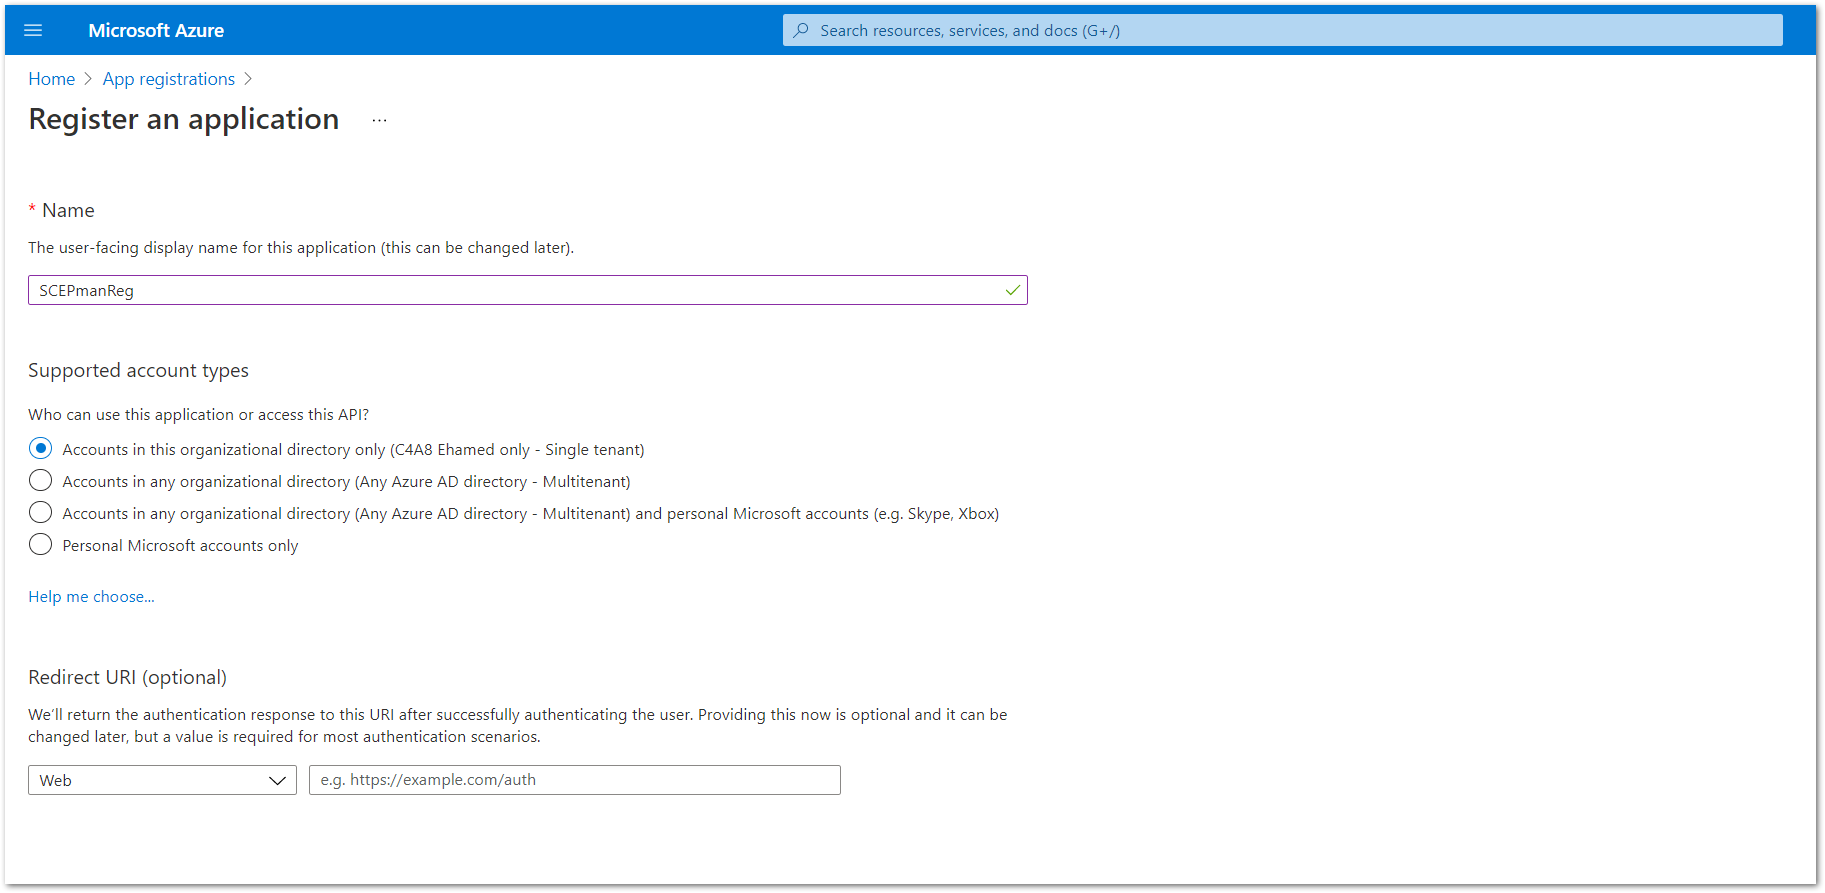 Microsoft Azure
Search resources, services, and docs (G+/)
Home > App registrations >
Register an application ...
* Name
The user-facing display name for this application (this can be changed later).
SCEPmanReg
Supported account types
Who can use this application or access this API?
Accounts in this organizational directory only (C4A8 Ehamed only - Single tenant)
Accounts in any organizational directory (Any Azure AD directory - Multitenant)
Accounts in any organizational directory (Any Azure AD directory - Multitenant) and personal Microsoft accounts (e.g. Skype, Xbox)
Personal Microsoft accounts only
Help me choose...
Redirect URI (optional)
We'll return the authentication response to this URI after successfully authenticating the user. Providing this now is optional and it can be
changed later, but a value is required for most authentication scenarios.
Web
e.g. https://example.com/auth